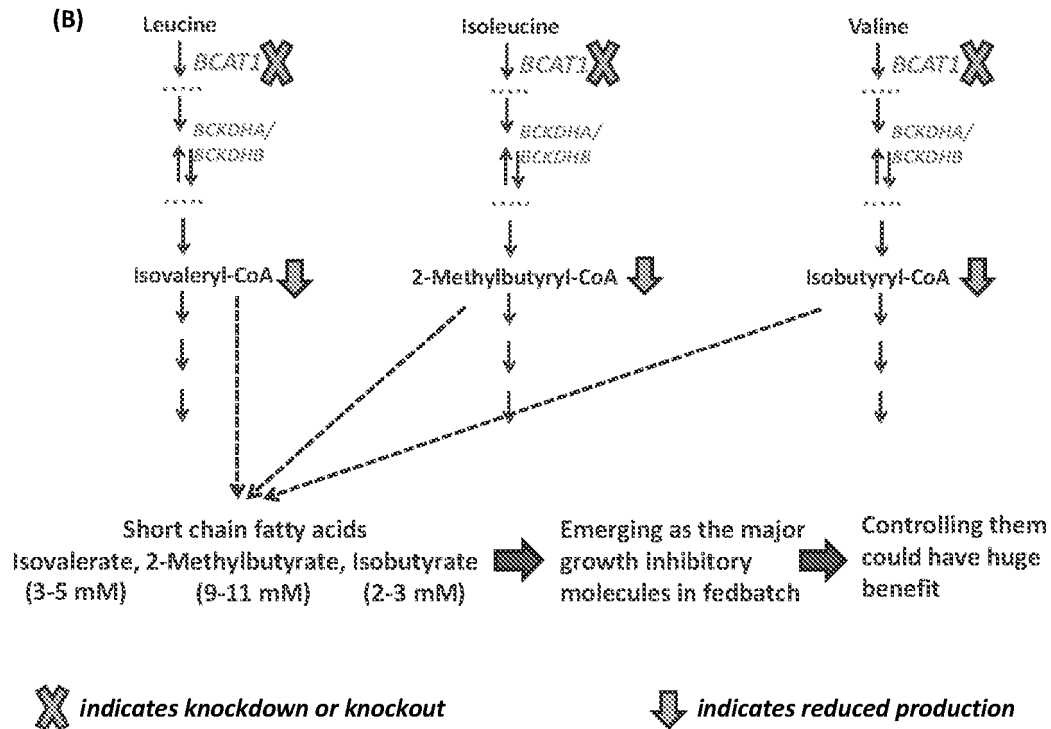 (B)
Leucine
Isoleucine
Valine
BCAT1
BCAT1
BCAT1
BCKDHA/
BCKDHB
BCKDHA/
BCKDHB
BCKDHA/
BCKDHB
Isovaleryl-CoA
2-Methylbutyryl-CoA
Isobutyryl-CoA
Short chain fatty acids
Isovalerate, 2-Methylbutyrate, Isobutyrate
(3-5 mM) (9-11 mM) (2-3 mM)
Emerging as the major
growth inhibitory
molecules in fedbatch
Controlling them
could have huge
benefit
indicates knockdown or knockout
indicates reduced production